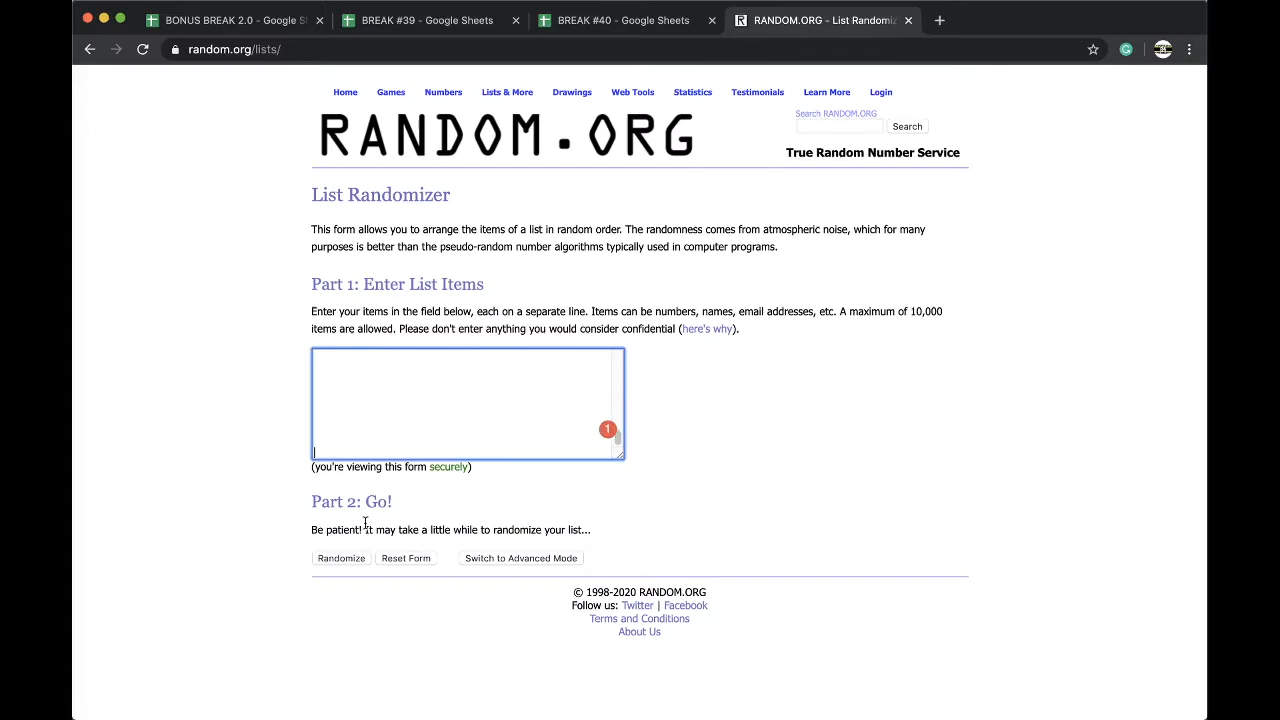 BONUS BREAK 2.0 - Google S
BREAK #39 - Google Sheets
BREAK #40 - Google Sheets
RANDOM.ORG - List Randomiz
random.org/lists/
Home Games Numbers Lists & More Drawings Web Tools Statistics Testimonials Learn More Login
RANDOM.ORG
Search RANDOM.ORG
Search
True Random Number Service
List Randomizer
This form allows you to arrange the items of a list in random order. The randomness comes from atmospheric noise, which for many
purposes is better than the pseudo-random number algorithms typically used in computer programs.
Part 1: Enter List Items
Enter your items in the field below, each on a separate line. Items can be numbers, names, email addresses, etc. A maximum of 10,000
items are allowed. Please don't enter anything you would consider confidential (here's why).
1
(you're viewing this form securely)
Part 2: Go!
Be patient! It may take a little while to randomize your list...
Randomize Reset Form Switch to Advanced Mode
© 1998-2020 RANDOM.ORG
Follow us: Twitter | Facebook
Terms and Conditions
About Us